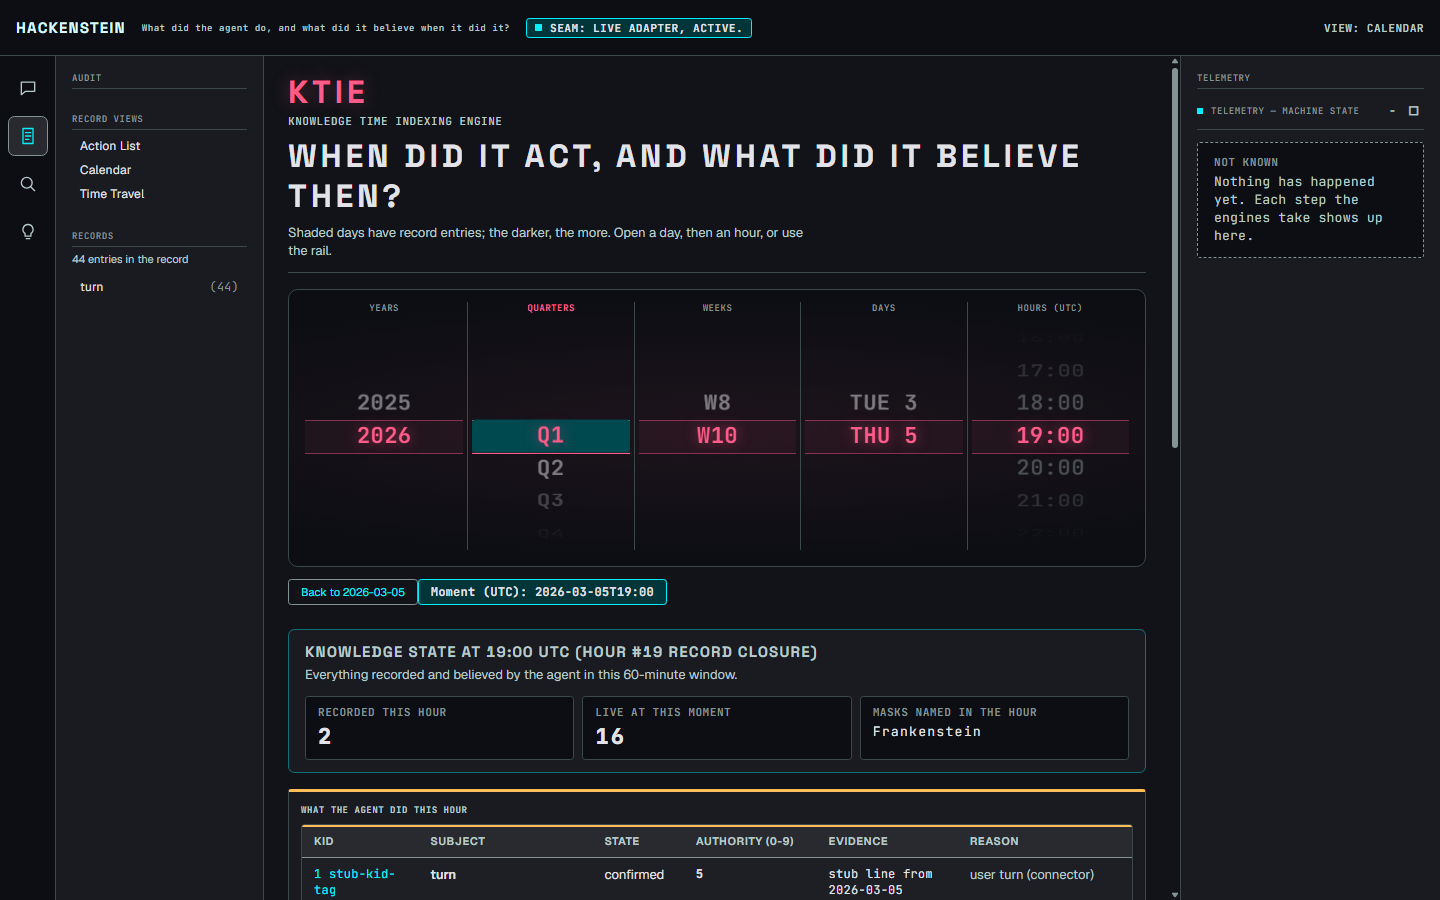 HACKENSTEIN
What did the agent do, and what did it believe when it did it?
SEAM: LIVE ADAPTER, ACTIVE.
VIEW: CALENDAR
AUDIT
RECORD VIEWS
Action List
Calendar
Time Travel
RECORDS
44 entries in the record
turn (44)
KTIE
KNOWLEDGE TIME INDEXING ENGINE
WHEN DID IT ACT, AND WHAT DID IT BELIEVE
THEN?
Shaded days have record entries; the darker, the more. Open a day, then an hour, or use
the rail.
YEARS QUARTERS WEEKS DAYS HOURS (UTC)
17:00
2025 W8 TUE 3 18:00
2026 Q1 W10 THU 5 19:00
Q2 20:00
Q3 21:00
Back to 2026-03-05 Moment (UTC): 2026-03-05T19:00
KNOWLEDGE STATE AT 19:00 UTC (HOUR #19 RECORD CLOSURE)
Everything recorded and believed by the agent in this 60-minute window.
RECORDED THIS HOUR
2
LIVE AT THIS MOMENT
16
MASKS NAMED IN THE HOUR
Frankenstein
WHAT THE AGENT DID THIS HOUR
KID SUBJECT STATE AUTHORITY (0-9) EVIDENCE REASON
1 stub-kid- turn confirmed 5 stub line from user turn (connector)
tag 2026-03-05
TELEMETRY
TELEMETRY — MACHINE STATE -
NOT KNOWN
Nothing has happened
yet. Each step the
engines take shows up
here.